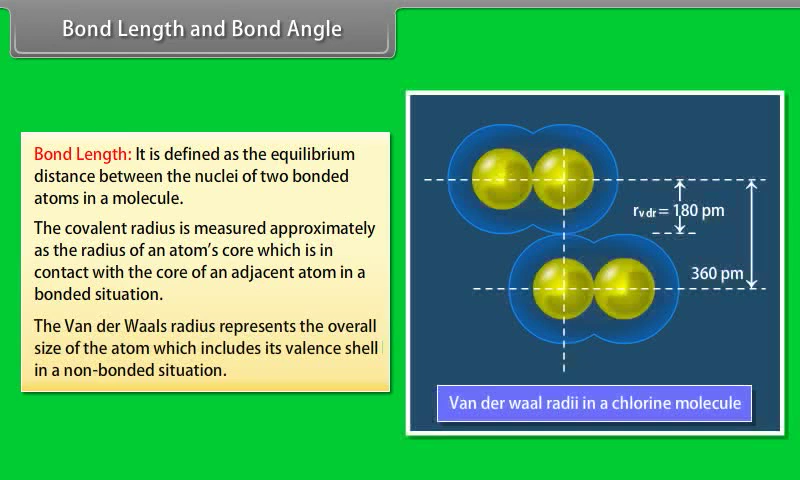 Bond Length and Bond Angle
Bond Length: It is defined as the equilibrium
distance between the nuclei of two bonded
atoms in a molecule.
The covalent radius is measured approximately
as the radius of an atom's core which is in
contact with the core of an adjacent atom in a
bonded situation.
The Van der Waals radius represents the overall
size of the atom which includes its valence shell
in a non-bonded situation.
rvdr = 180 pm
360 pm
Van der waal radii in a chlorine molecule